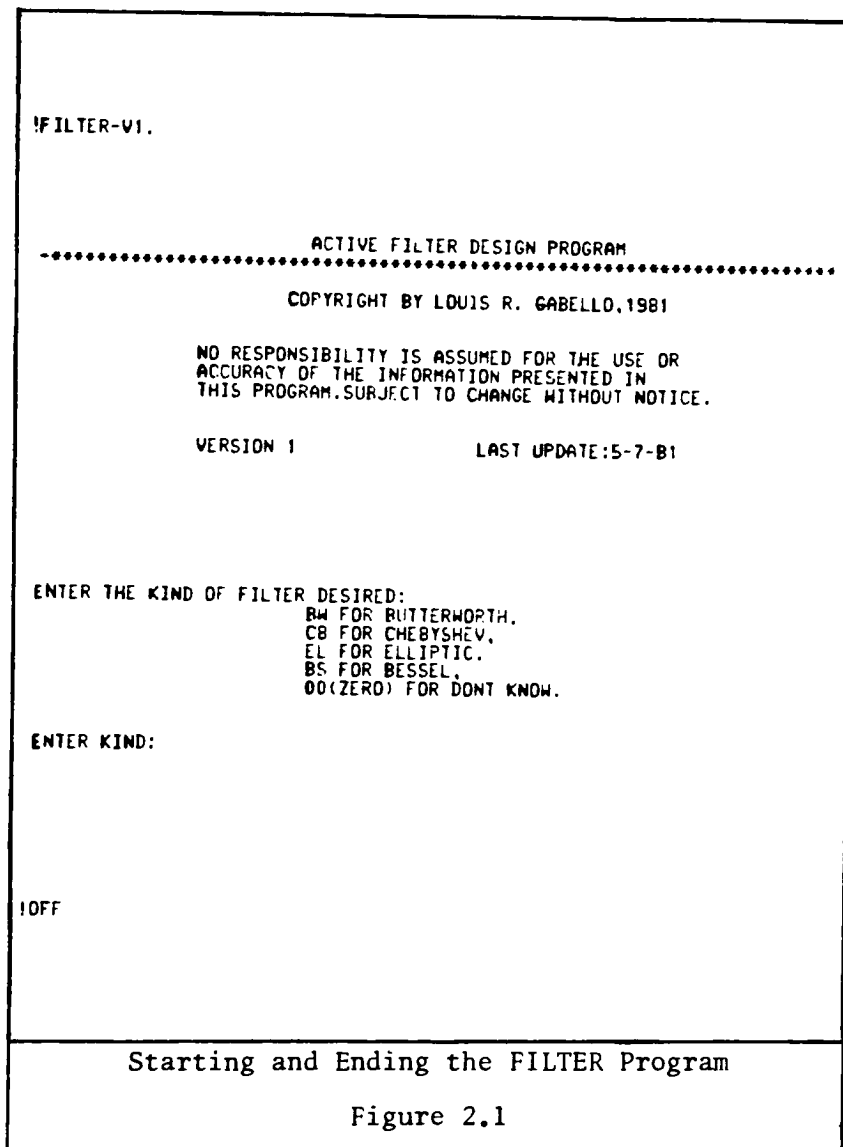 !FILTER-V1.
ACTIVE FILTER DESIGN PROGRAM
COPYRIGHT BY LOUIS R. GABELLO,1981
NO RESPONSIBILITY IS ASSUMED FOR THE USE OR
ACCURACY OF THE INFORMATION PRESENTED IN
THIS PROGRAM.SUBJECT TO CHANGE WITHOUT NOTICE.
VERSION 1 LAST UPDATE:5-7-81
ENTER THE KIND OF FILTER DESIRED:
BW FOR BUTTERWORTH,
CB FOR CHEBYSHEV,
EL FOR ELLIPTIC.
BS FOR BESSEL,
00(ZERO) FOR DONT KNOW.
ENTER KIND:
!OFF
Starting and Ending the FILTER Program
Figure 2.1